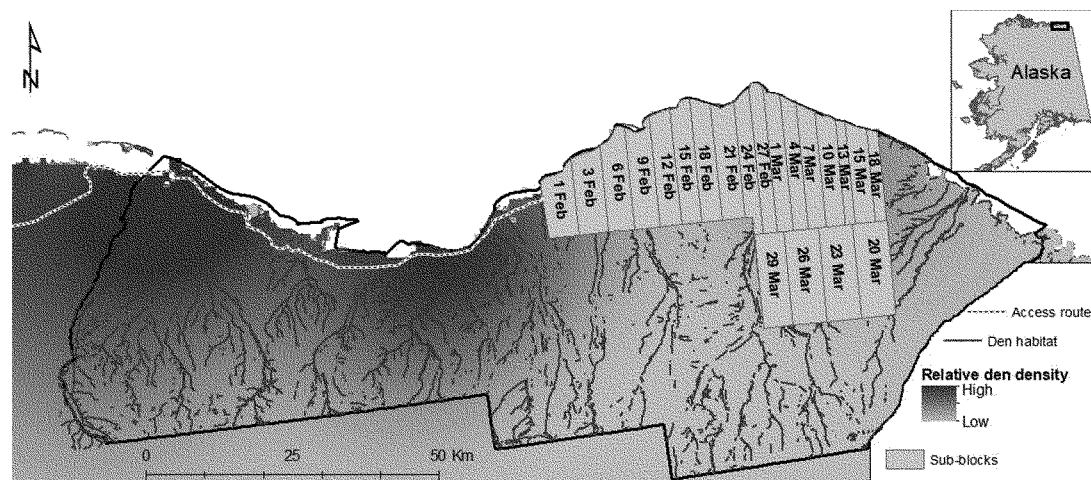 N
Alaska
1 Feb
3 Feb
6 Feb
9 Feb
12 Feb
15 Feb
18 Feb
21 Feb
24 Feb
27 Feb
1 Mar
4 Mar
7 Mar
10 Mar
13 Mar
15 Mar
18 Mar
29 Mar
26 Mar
23 Mar
20 Mar
Access route
Den habitat
Relative den density
High
Low
Sub-blocks
0 25 50 Km